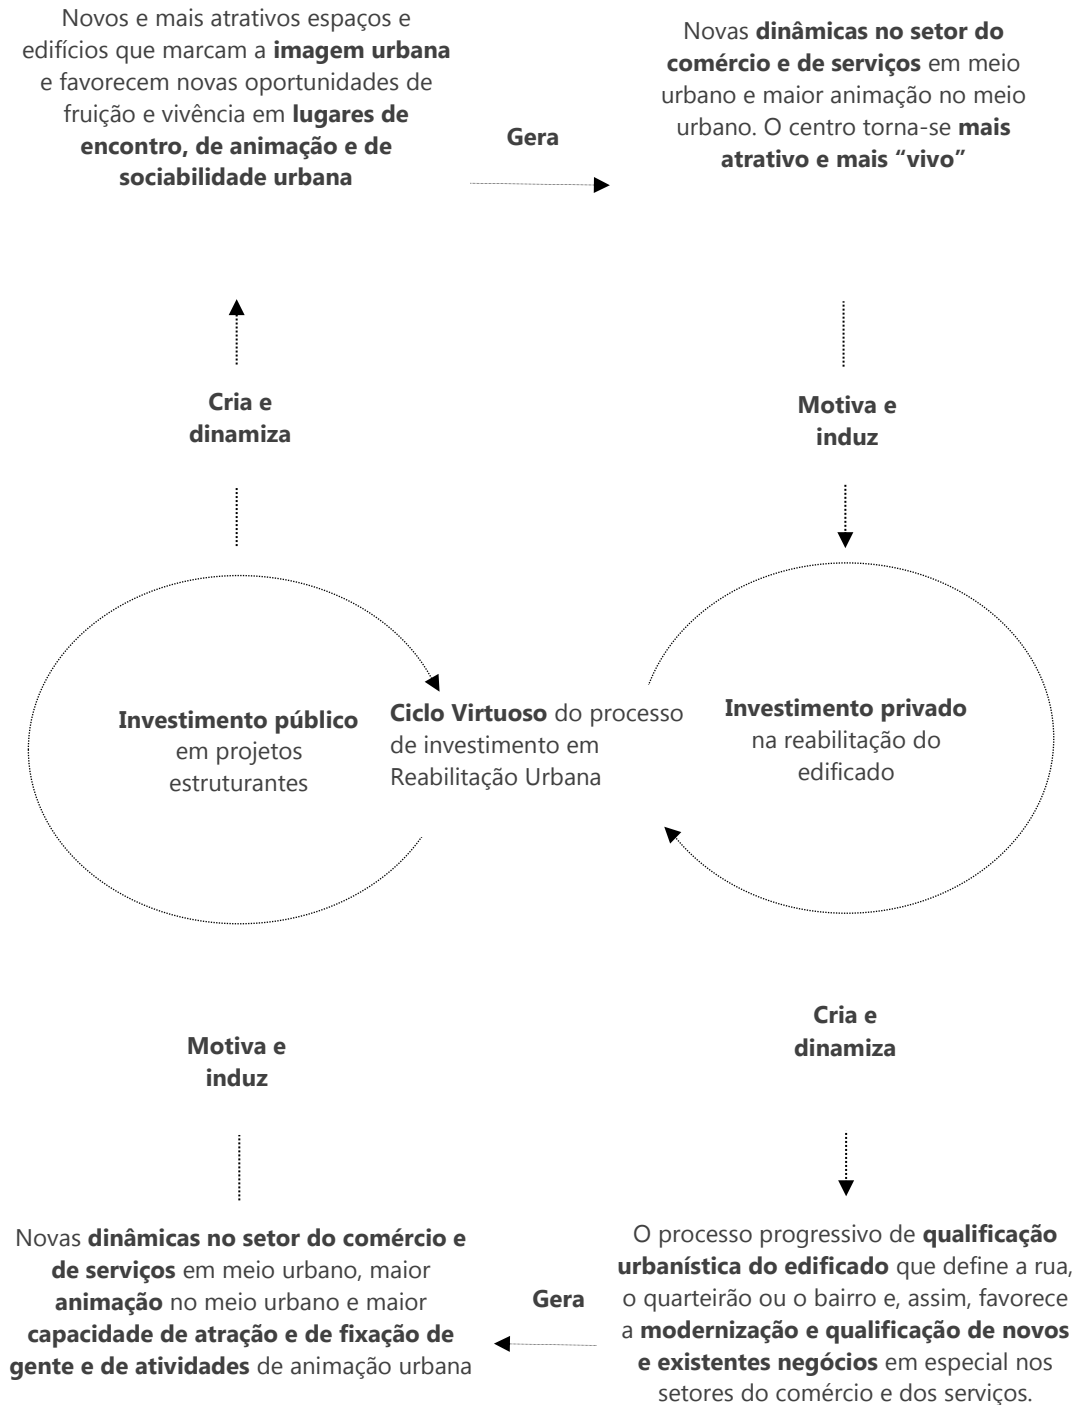 Novos e mais atrativos espaços e
edifícios que marcam a imagem urbana
e favorecem novas oportunidades de
fruição e vivência em lugares de
encontro, de animação e de
sociabilidade urbana
Gera
Novas dinâmicas no setor do
comércio e de serviços em meio
urbano e maior animação no meio
urbano. O centro torna-se mais
atrativo e mais “vivo”
Cria e
dinamiza
Motiva e
induz
Investimento público
em projetos
estruturantes
Ciclo Virtuoso do processo
de investimento em
Reabilitação Urbana
Investimento privado
na reabilitação do
edificado
Motiva e
induz
Cria e
dinamiza
Novas dinâmicas no setor do comércio e
de serviços em meio urbano, maior
animação no meio urbano e maior
capacidade de atração e de fixação de
gente e de atividades de animação urbana
Gera
O processo progressivo de qualificação
urbanística do edificado que define a rua,
o quarteirão ou o bairro e, assim, favorece
a modernização e qualificação de novos
e existentes negócios em especial nos
setores do comércio e dos serviços.